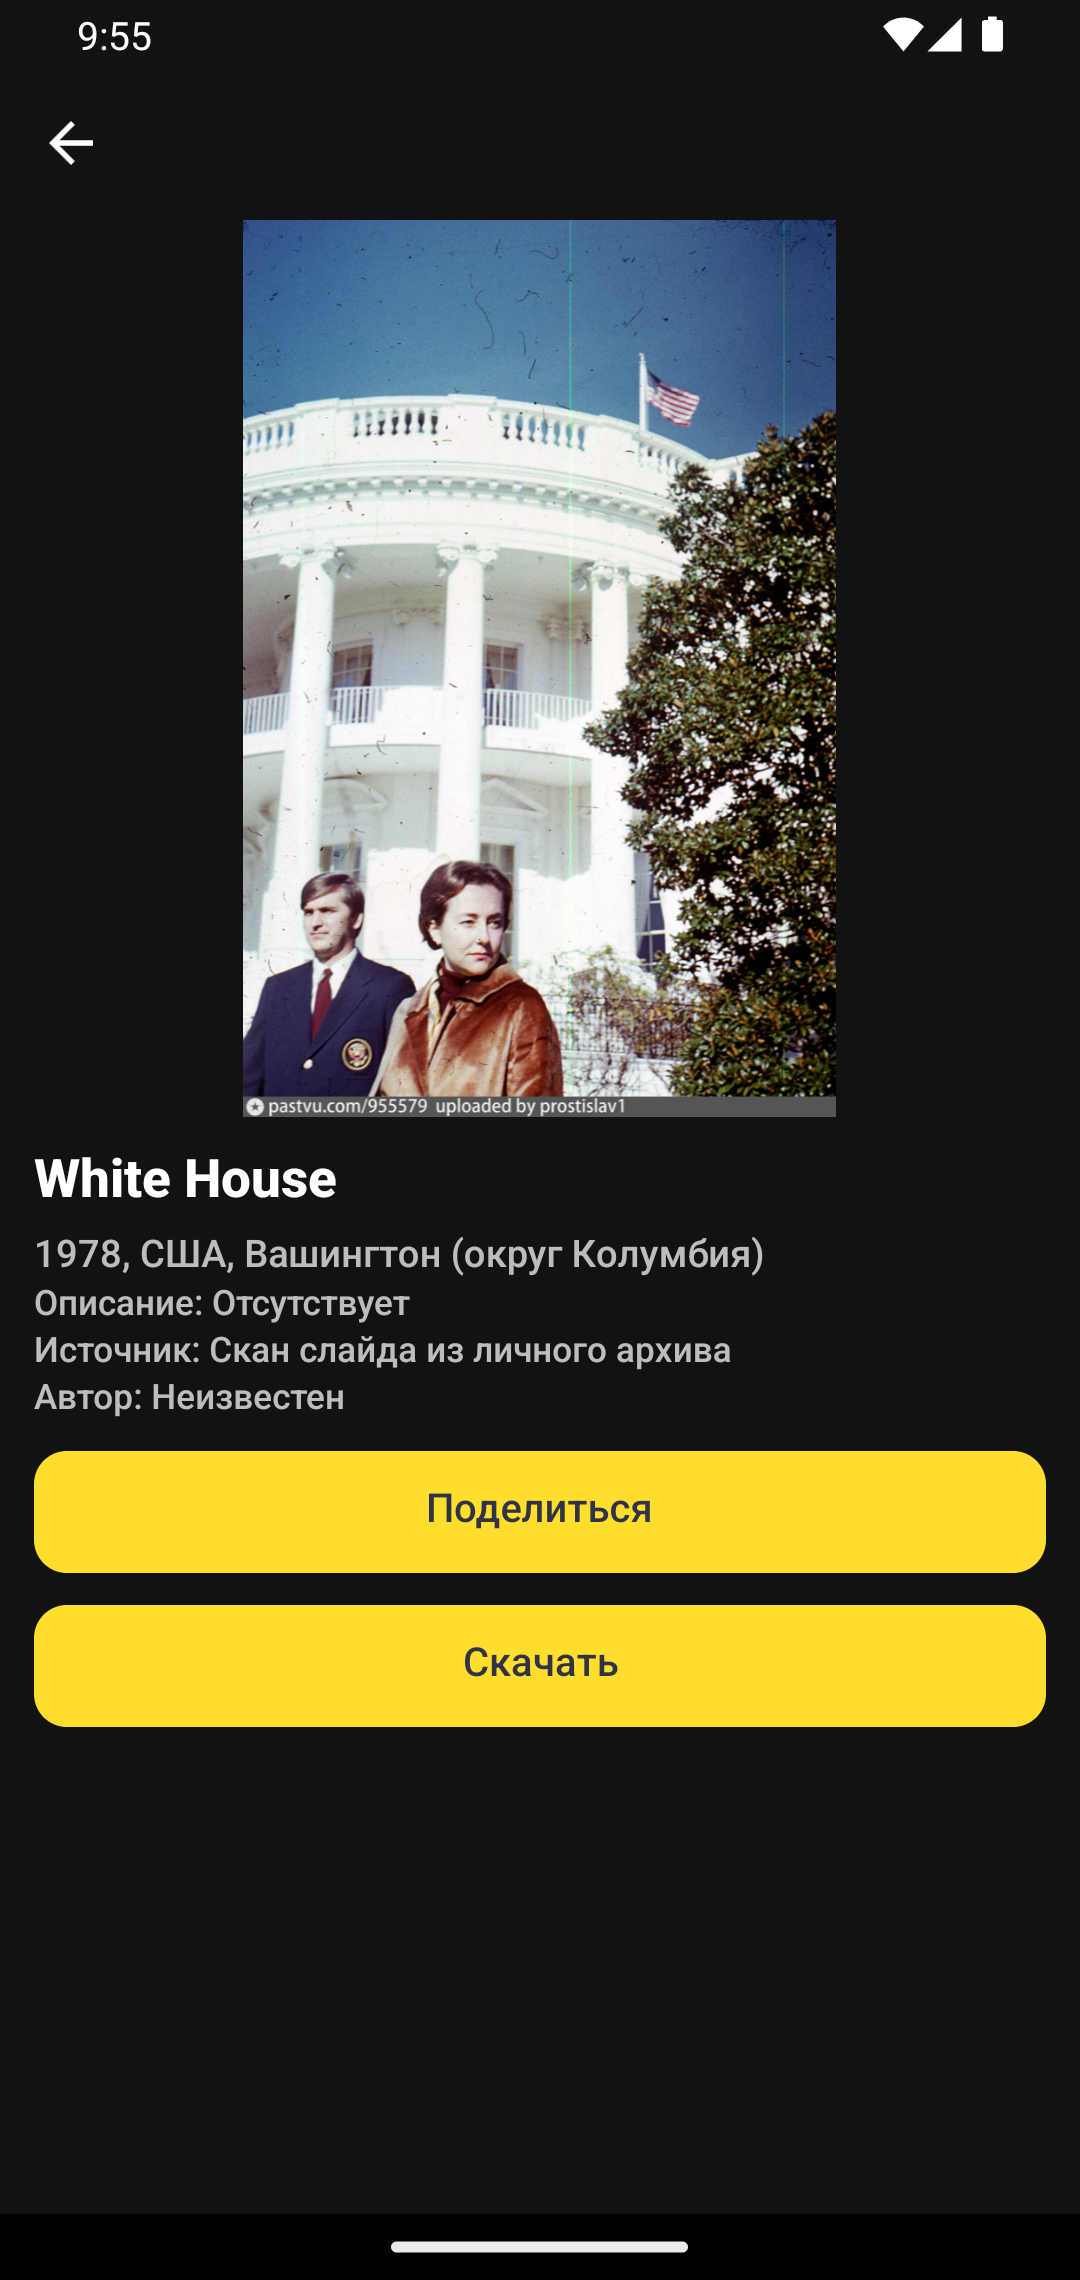 9:55
pastvu.com/955579 uploaded by prostislav1
White House
1978, США, Вашингтон (округ Колумбия)
Описание: Отсутствует
Источник: Скан слайда из личного архива
Автор: Неизвестен
Поделиться
Скачать